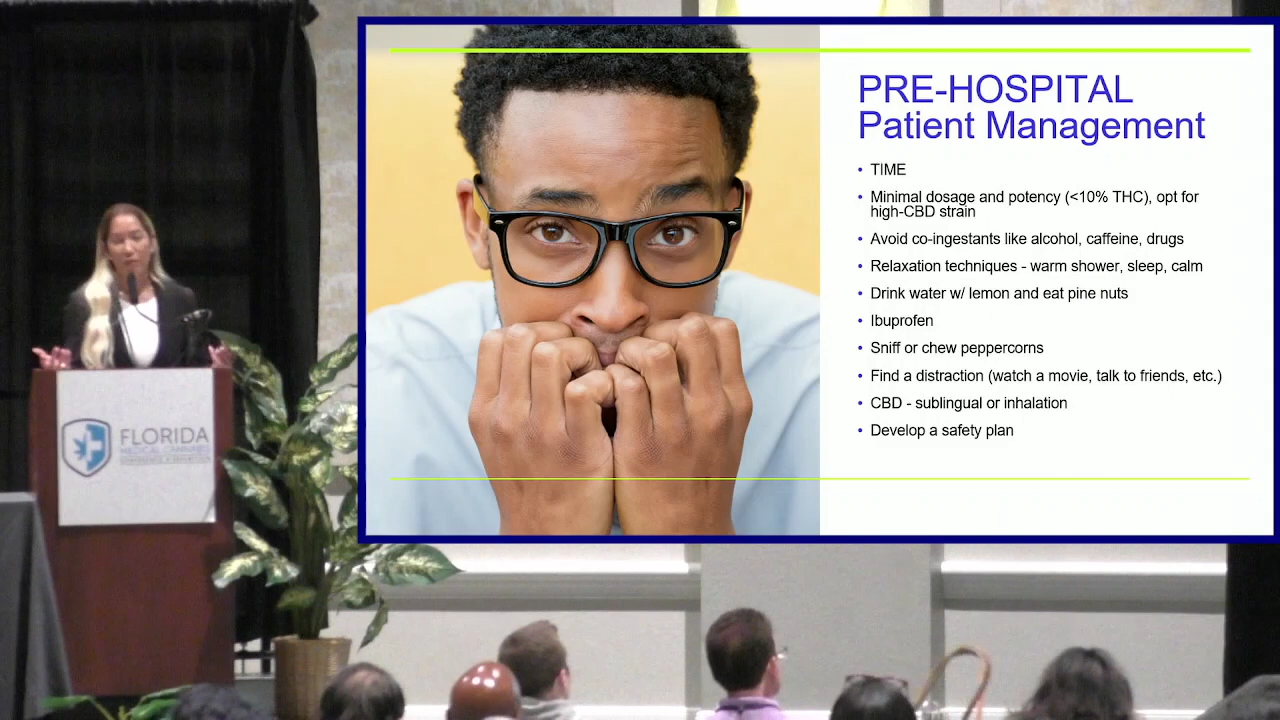 PRE-HOSPITAL
Patient Management
• TIME
• Minimal dosage and potency (<10% THC), opt for
high-CBD strain
• Avoid co-ingestants like alcohol, caffeine, drugs
• Relaxation techniques - warm shower, sleep, calm
• Drink water w/ lemon and eat pine nuts
• Ibuprofen
• Sniff or chew peppercorns
• Find a distraction (watch a movie, talk to friends, etc.)
• CBD - sublingual or inhalation
• Develop a safety plan
FLORIDA
MEDICAL CANNABIS
CONFERENCE & EXHIBITION